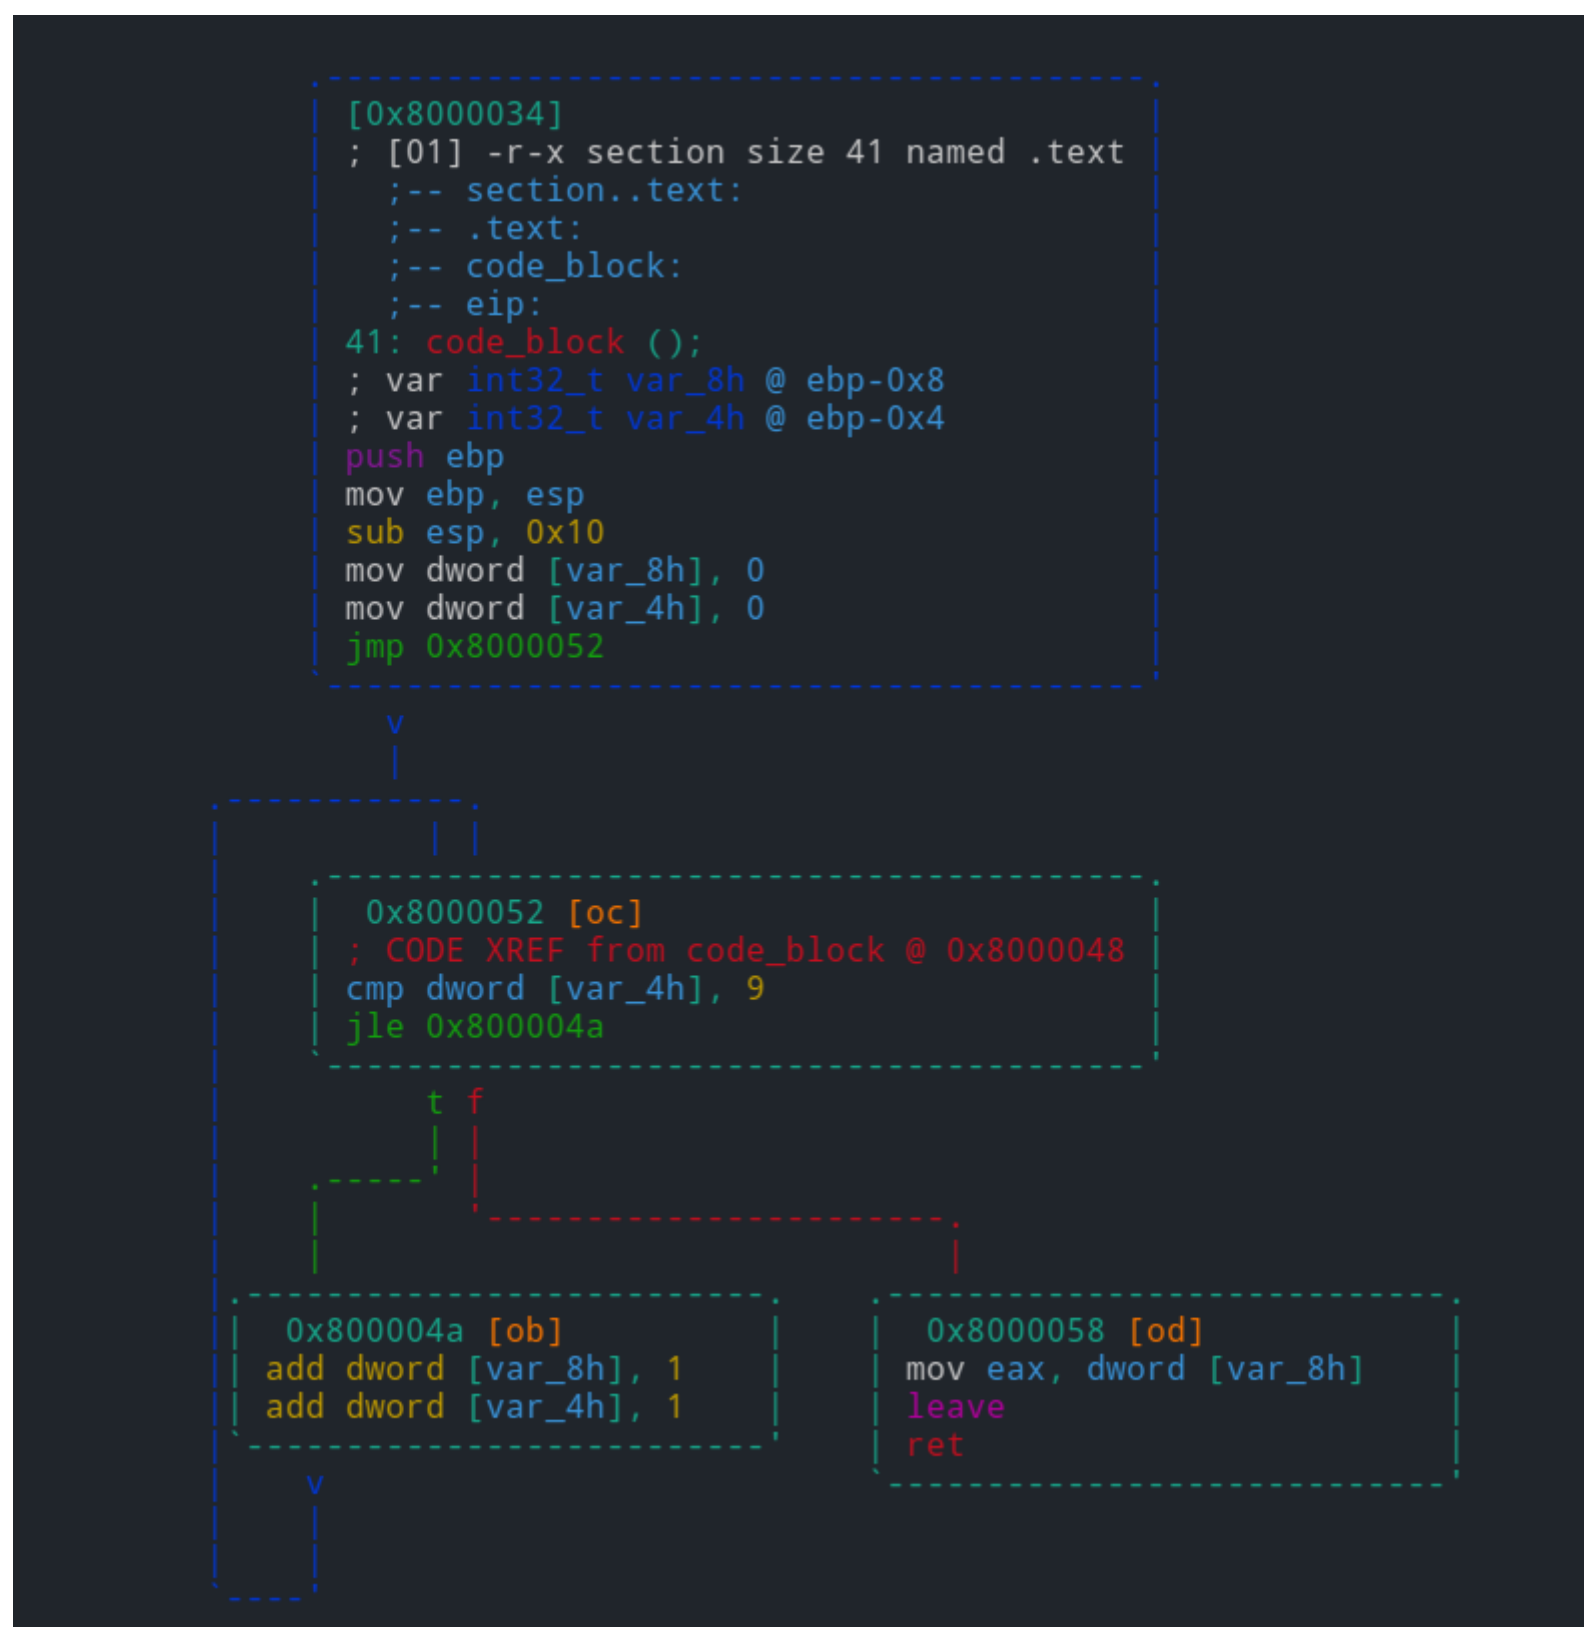 [0x8000034]
; [01] -r-x section size 41 named .text
;-- section..text:
;-- .text:
;-- code_block:
;-- eip:
41: code_block ();
; var int32_t var_8h @ ebp-0x8
; var int32_t var_4h @ ebp-0x4
push ebp
mov ebp, esp
sub esp, 0x10
mov dword [var_8h], 0
mov dword [var_4h], 0
jmp 0x8000052
v
0x8000052 [oc]
; CODE XREF from code_block @ 0x8000048
cmp dword [var_4h], 9
jle 0x800004a
t f
0x800004a [ob]
add dword [var_8h], 1
add dword [var_4h], 1
v
0x8000058 [od]
mov eax, dword [var_8h]
leave
ret